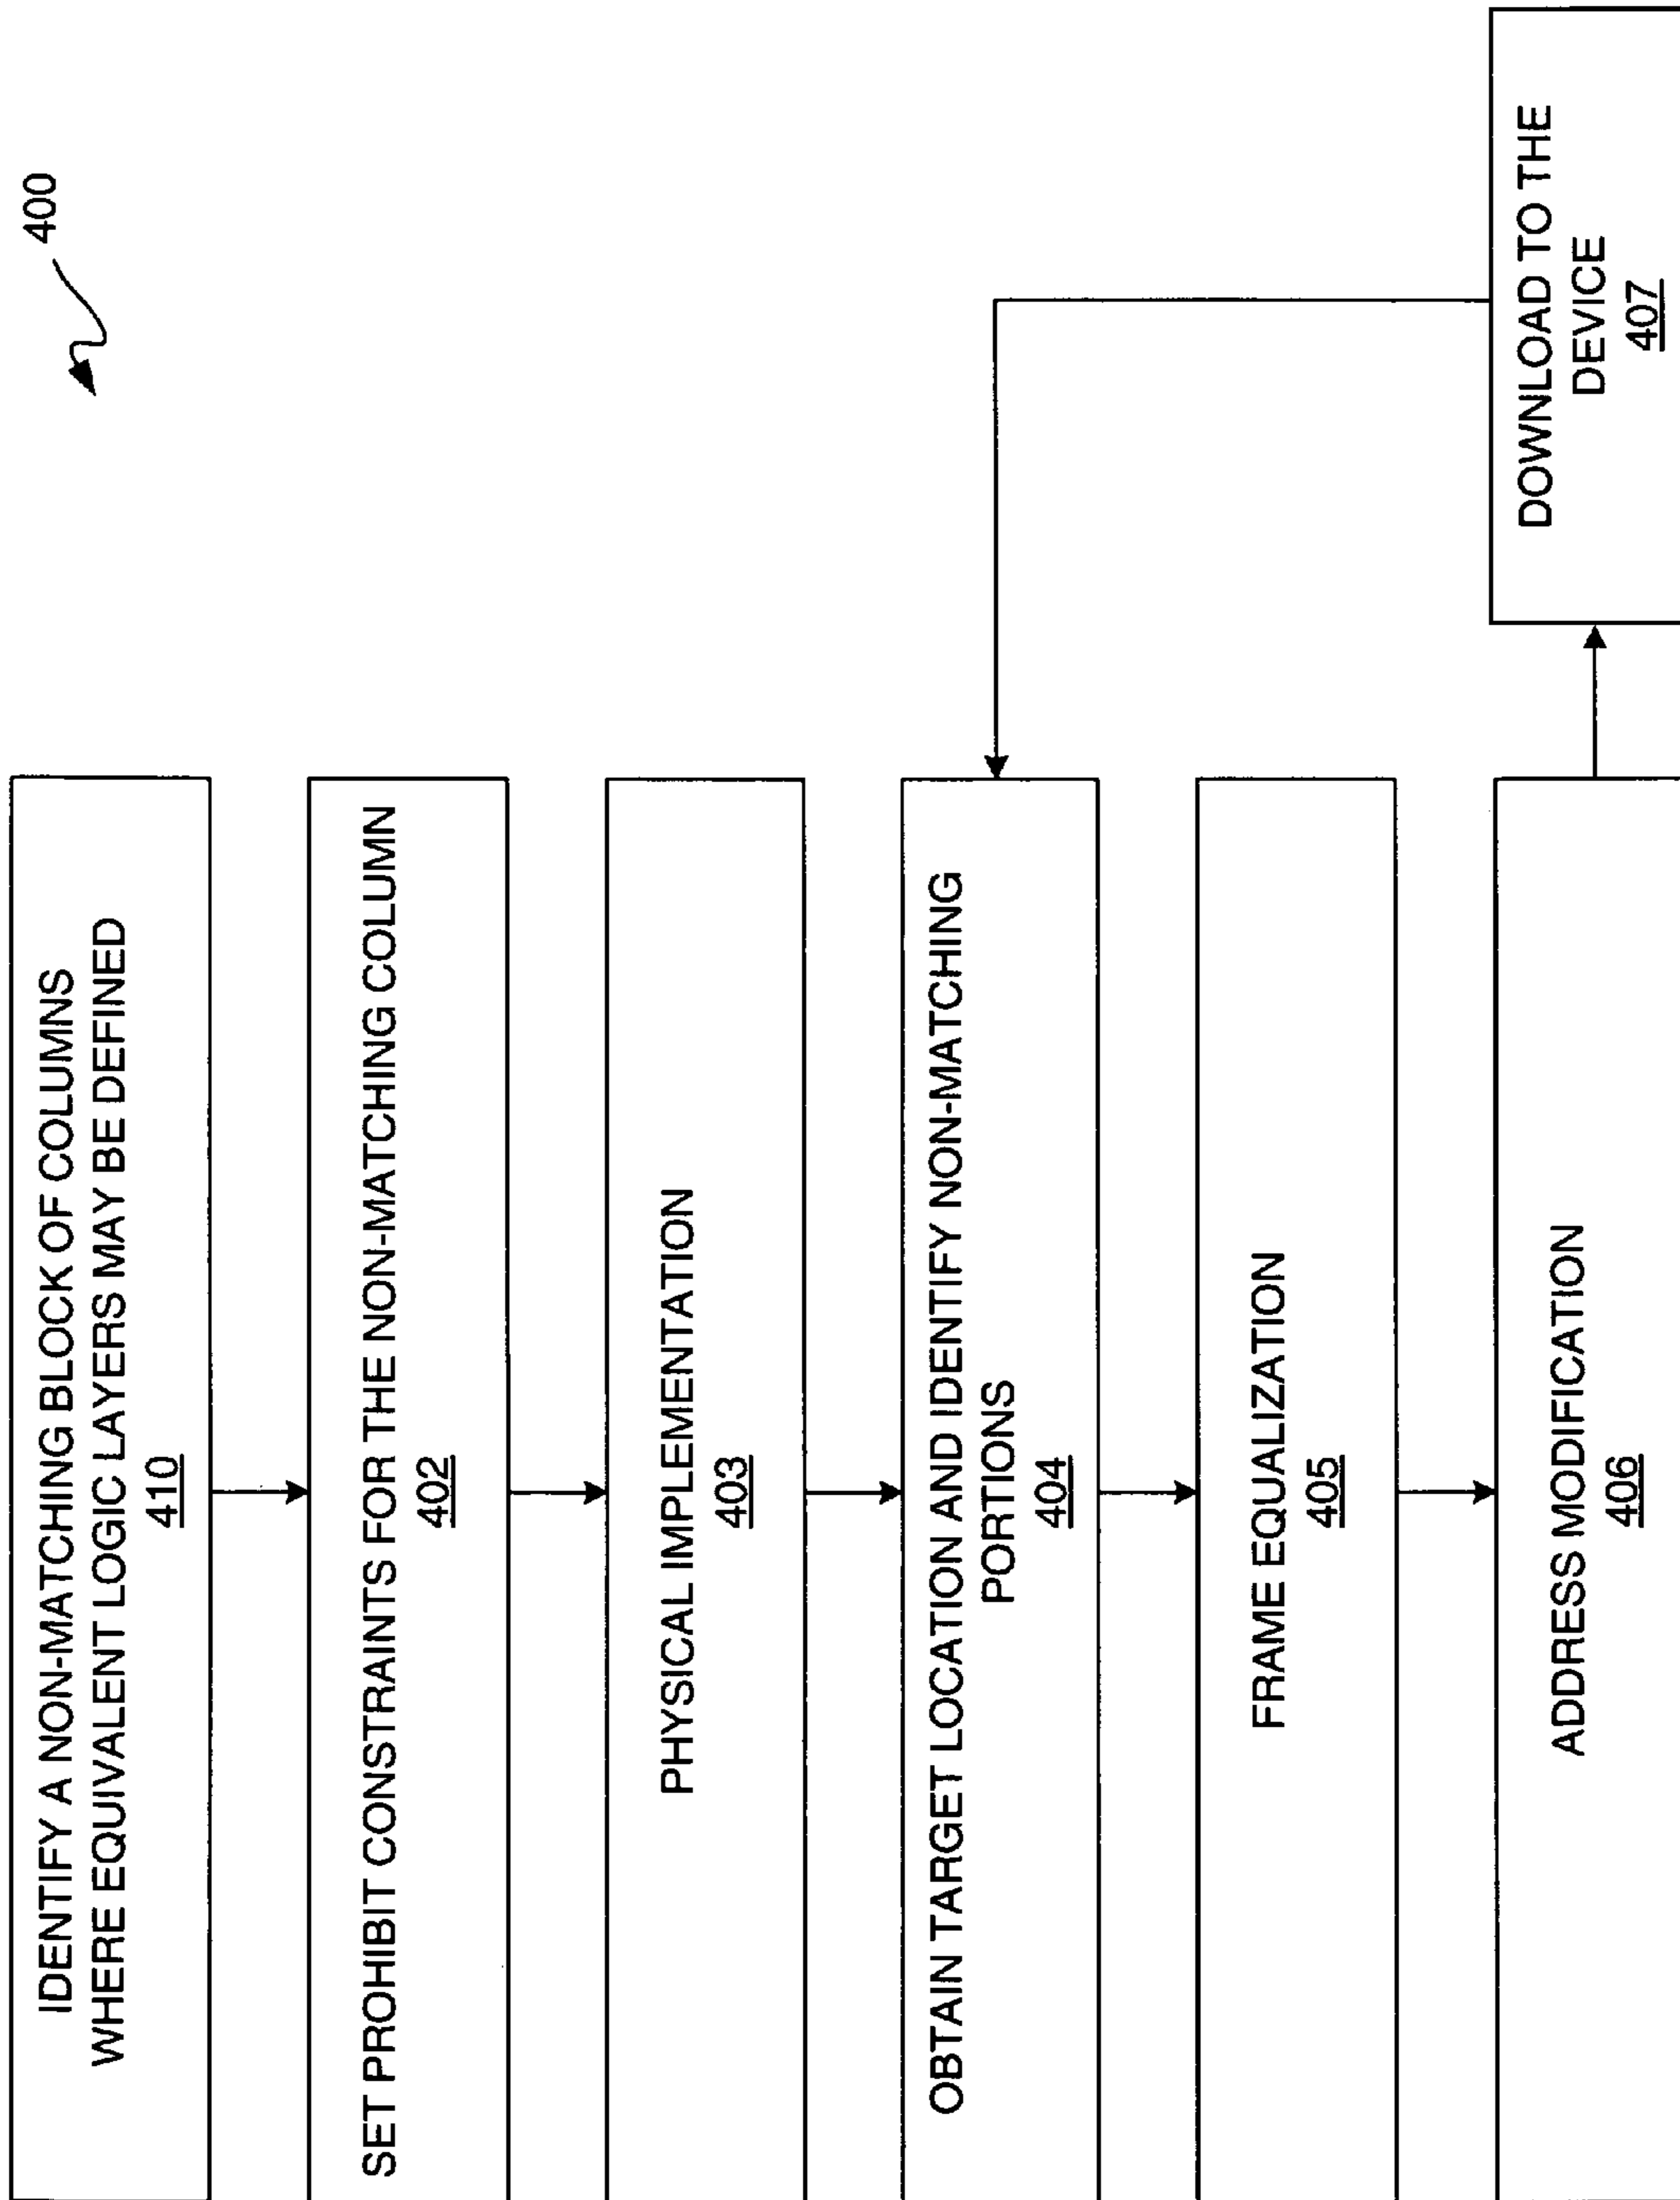 400
IDENTIFY A NON-MATCHING BLOCK OF COLUMNS
WHERE EQUIVALENT LOGIC LAYERS MAY BE DEFINED
410
SET PROHIBIT CONSTRAINTS FOR THE NON-MATCHING COLUMN
402
PHYSICAL IMPLEMENTATION
403
OBTAIN TARGET LOCATION AND IDENTIFY NON-MATCHING
PORTIONS
404
FRAME EQUALIZATION
405
ADDRESS MODIFICATION
406
DOWNLOAD TO THE
DEVICE
407